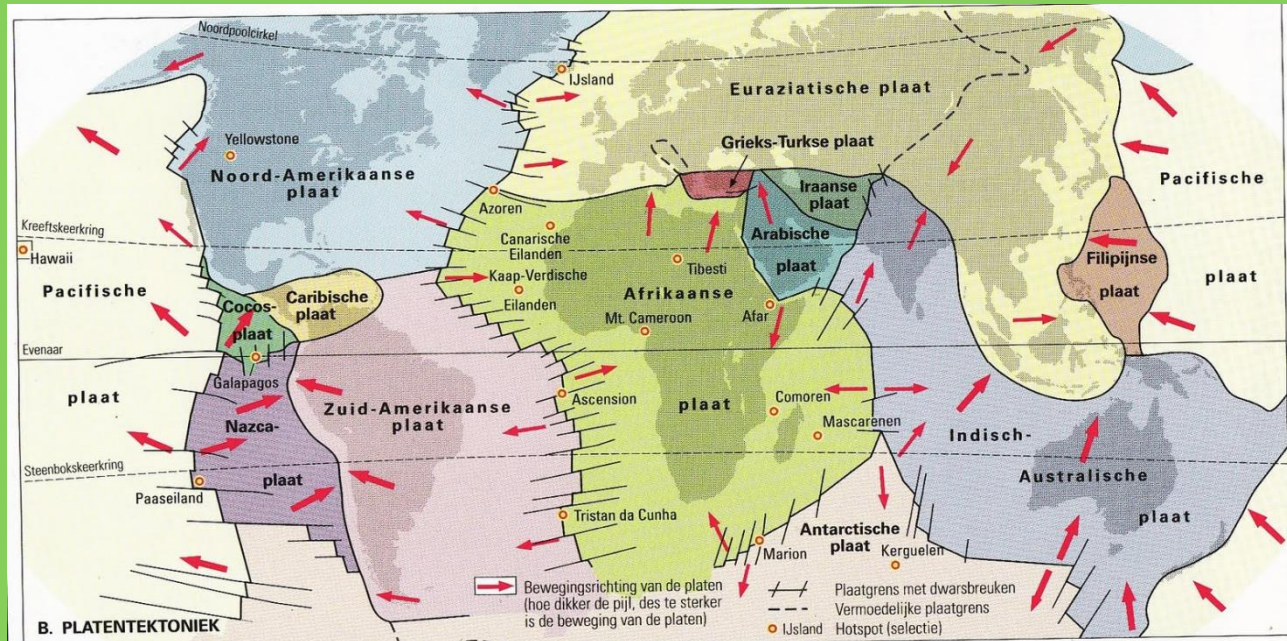 Noordpoolcirkel
IJsland
Euraziatische plaat
Yellowstone
Grieks-Turkse plaat
Noord-Amerikaanse
plaat
Iraanse
plaat
Pacifische
Azoren
Kreeftskeerkring
Canarische
Eilanden
Arabische
plaat
Hawaii
Tibesti
Filipijnse
plaat
plaat
Kaap-Verdische
Eilanden
Pacifische
Caribische
plaat
Afrikaanse
Cocos-
plaat
Mt. Cameroon
Afar
Evenaar
Galapagos
plaat
Zuid-Amerikaanse
plaat
Ascension
plaat
Comoren
Nazca-
plaat
Mascarenen
Indisch-
Australische
plaat
Steenbokskeerkring
Paaseiland
Tristan da Cunha
Antarctische
plaat
Marion
Kerguelen
Bewegingsrichting van de platen
(hoe dikker de pijl, des te sterker
is de beweging van de platen)
Plaatgrens met dwarsbreuken
Vermoedelijke plaatgrens
IJsland Hotspot (selectie)
B. PLATENTEKTONIEK